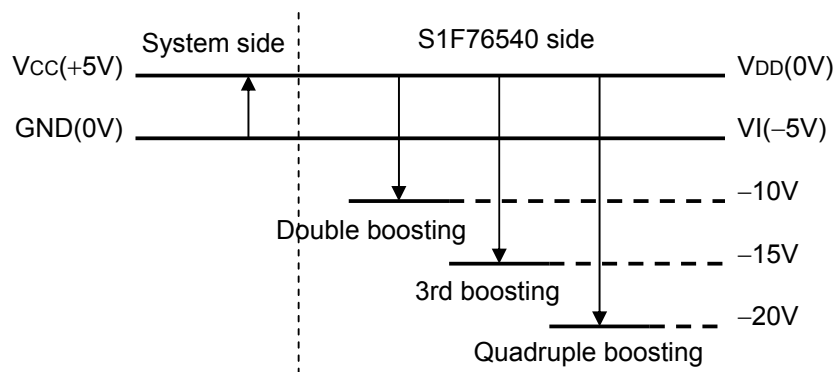 System side
S1F76540 side
VCC(+5V)
VDD(0V)
GND(0V)
VI(−5V)
−10V
Double boosting
−15V
3rd boosting
−20V
Quadruple boosting